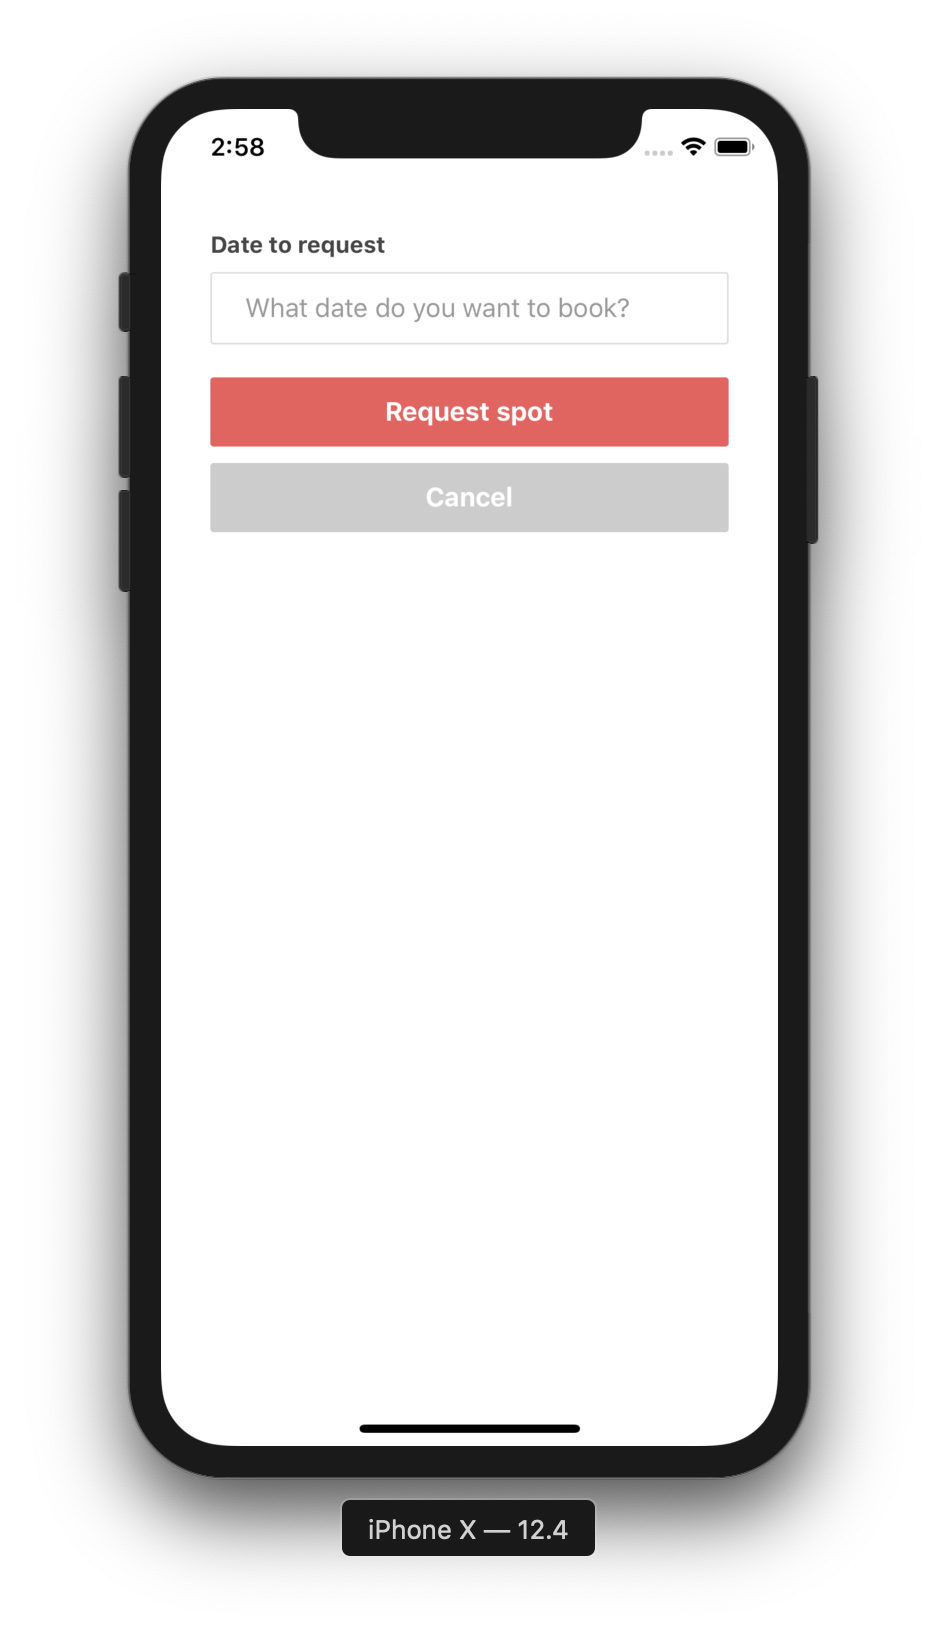 2:58
Date to request
What date do you want to book?
Request spot
Cancel
iPhone X — 12.4